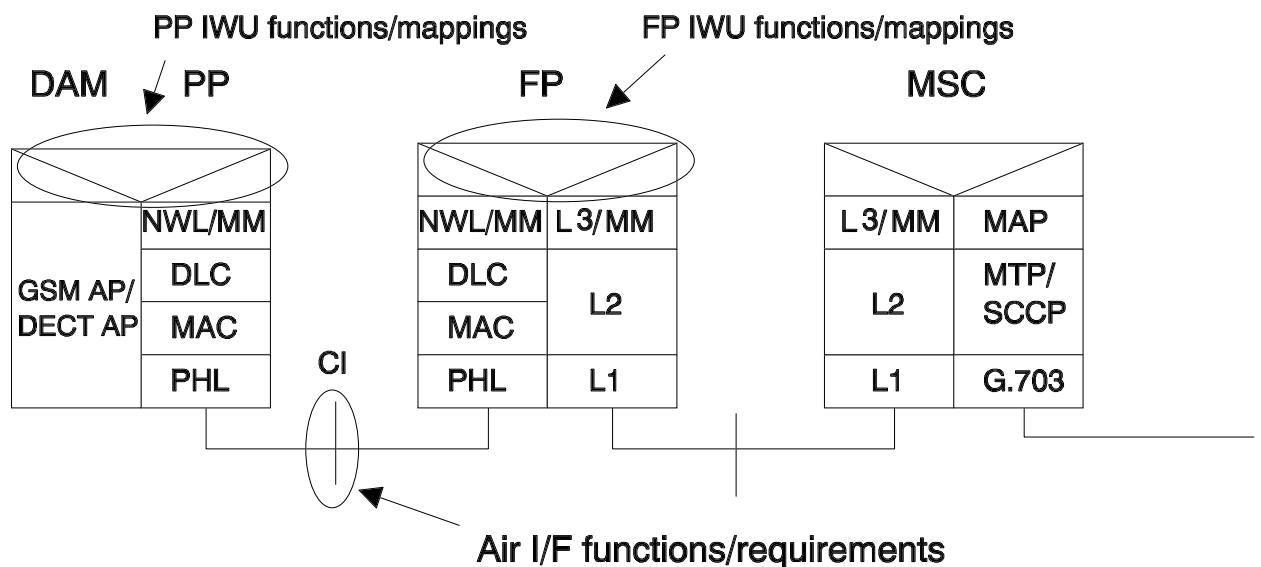 PP IWU functions/mappings
FP IWU functions/mappings
DAM PP
FP
MSC
NWL/MM
GSM AP/
DECT AP
DLC
MAC
PHL
CI
NWL/MM
L3/MM
DLC
MAC
L2
PHL
L1
L3/MM
MAP
L2
MTP/
SCCP
L1
G.703
Air I/F functions/requirements